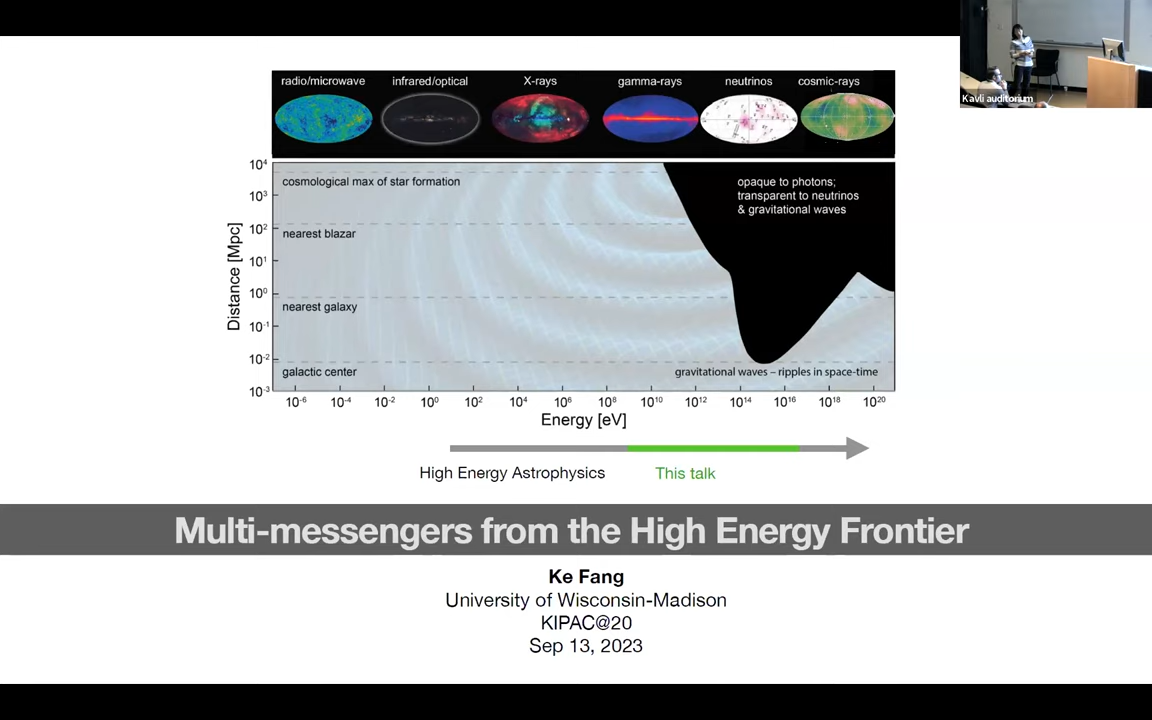 Kavli auditorium
radio/microwave infrared/optical X-rays gamma-rays neutrinos cosmic-rays
10⁴
10³
10²
10¹
10⁰
10⁻¹
10⁻²
10⁻³
Distance [Mpc]
cosmological max of star formation
nearest blazar
nearest galaxy
galactic center
opaque to photons;
transparent to neutrinos
& gravitational waves
gravitational waves – ripples in space-time
10⁻⁶ 10⁻⁴ 10⁻² 10⁰ 10² 10⁴ 10⁶ 10⁸ 10¹⁰ 10¹² 10¹⁴ 10¹⁶ 10¹⁸ 10²⁰
Energy [eV]
High Energy Astrophysics This talk
Multi-messengers from the High Energy Frontier
Ke Fang
University of Wisconsin-Madison
KIPAC@20
Sep 13, 2023